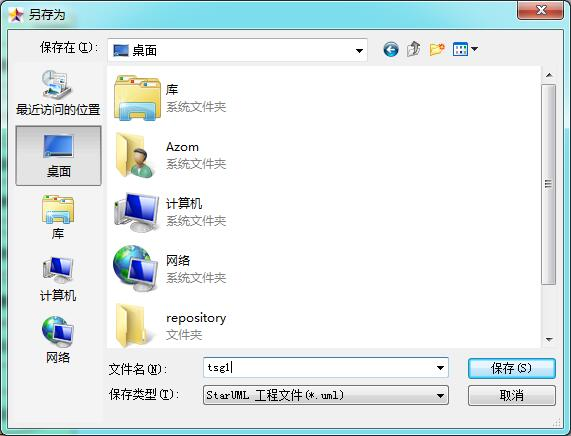 另存为
保存在(I):
桌面
最近访问的位置
桌面
库
计算机
网络
库
系统文件夹
Azom
系统文件夹
计算机
系统文件夹
网络
系统文件夹
repository
文件夹
文件名(N):
tsg1
保存(S)
保存类型(T):
StarUML 工程文件(*.uml)
取消